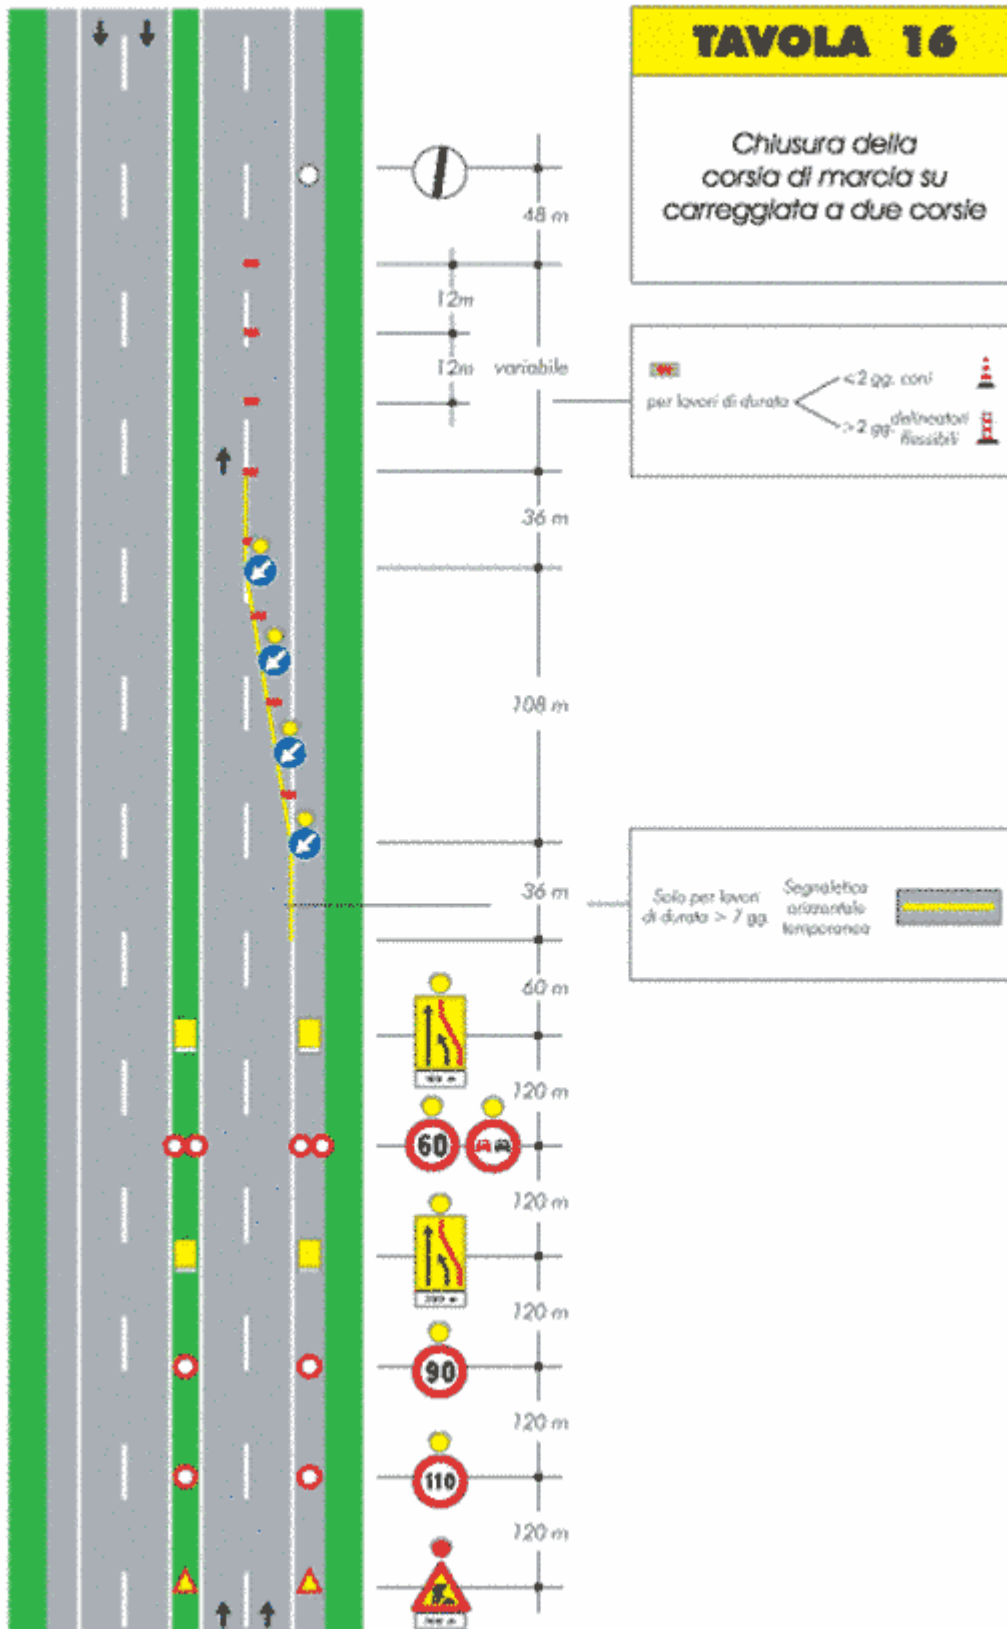 TAVOLA 16
Chiusura della
corsia di marcia su
carreggiata a due corsie
48 m
12m
12m
variabile
per lavori di durata
<2 gg. coni
>2 gg. delineatori
flessibili
36 m
108 m
36 m
Solo per lavori
di durata > 7 gg.
Segnaletica
orizzontale
temporanea
60 m
120 m
60
120 m
120 m
90
120 m
110
120 m